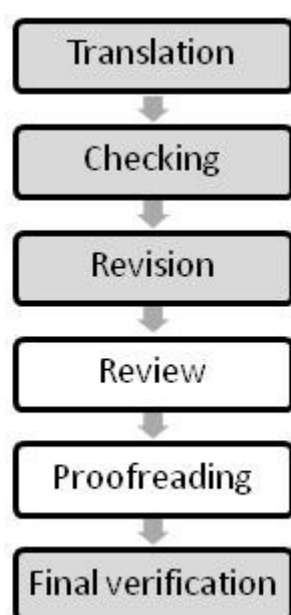 Translation
Checking
Revision
Review
Proofreading
Final verification